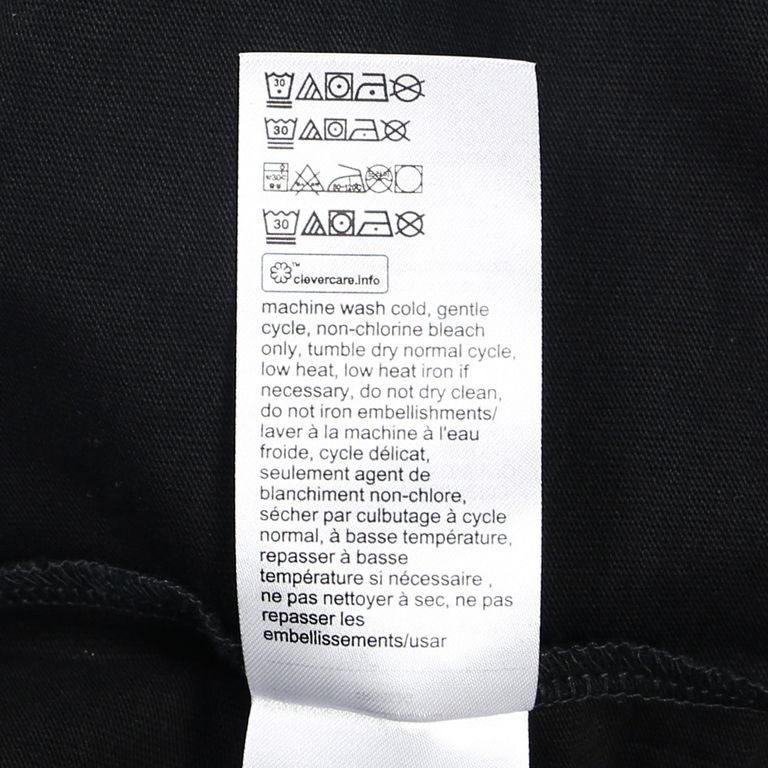 30
30
30
™
clevercare.info
machine wash cold, gentle
cycle, non-chlorine bleach
only, tumble dry normal cycle,
low heat, low heat iron if
necessary, do not dry clean,
do not iron embellishments/
laver à la machine à l'eau
froide, cycle délicat,
seulement agent de
blanchiment non-chlore,
sécher par culbutage à cycle
normal, à basse température,
repasser à basse
température si nécessaire ,
ne pas nettoyer à sec, ne pas
repasser les
embellissements/usar